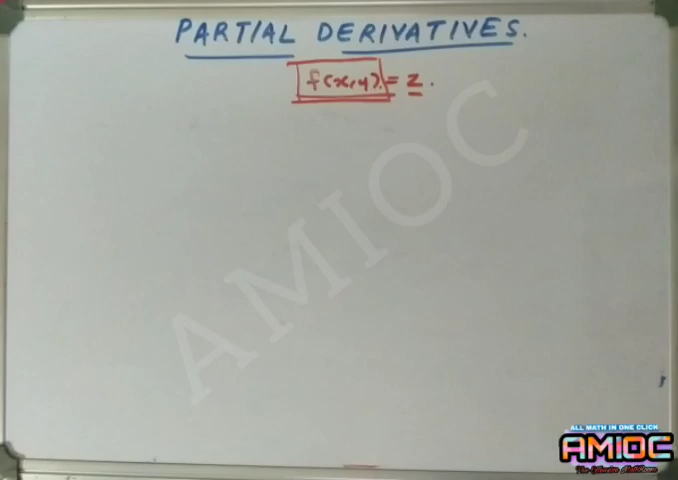 PARTIAL DERIVATIVES.
f(x,y) = z.
AMIOC
ALL MATH IN ONE CLICK
AMIOC